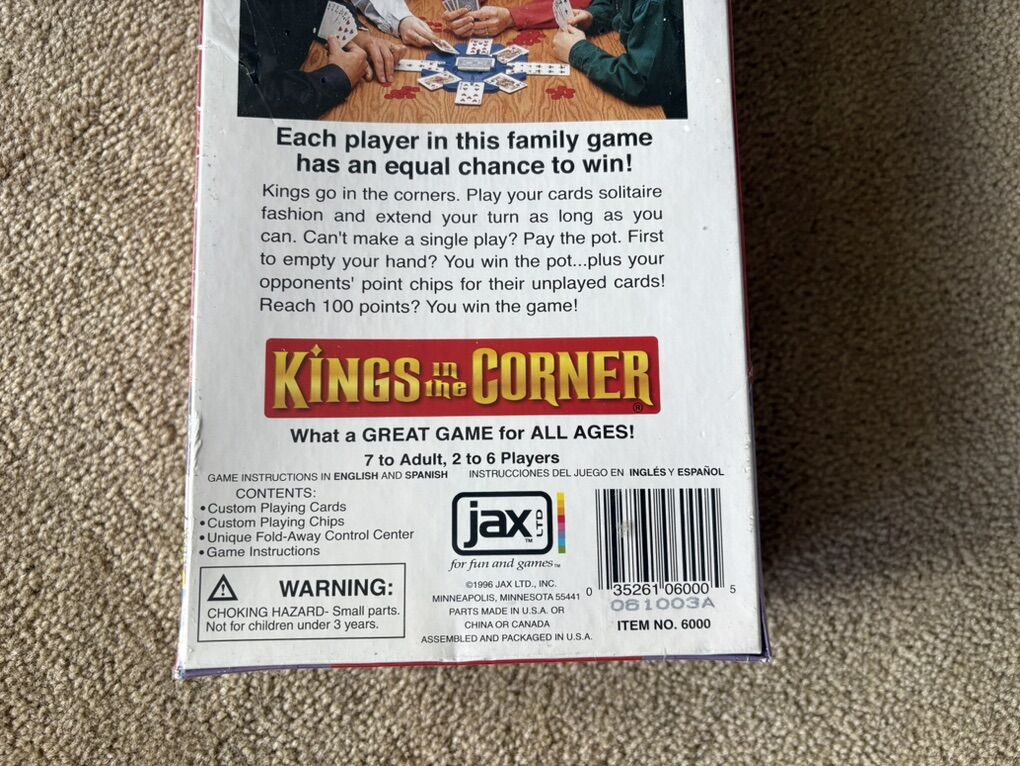 Each player in this family game
has an equal chance to win!
Kings go in the corners. Play your cards solitaire
fashion and extend your turn as long as you
can. Can't make a single play? Pay the pot. First
to empty your hand? You win the pot...plus your
opponents' point chips for their unplayed cards!
Reach 100 points? You win the game!
KINGS in the CORNER ®
What a GREAT GAME for ALL AGES!
7 to Adult, 2 to 6 Players
GAME INSTRUCTIONS IN ENGLISH AND SPANISH INSTRUCCIONES DEL JUEGO EN INGLÉS Y ESPAÑOL
CONTENTS:
• Custom Playing Cards
• Custom Playing Chips
• Unique Fold-Away Control Center
• Game Instructions
WARNING:
CHOKING HAZARD- Small parts.
Not for children under 3 years.
jax LTD ™
for fun and games™
©1996 JAX LTD., INC.
MINNEAPOLIS, MINNESOTA 55441
PARTS MADE IN U.S.A. OR
CHINA OR CANADA
ASSEMBLED AND PACKAGED IN U.S.A.
0 35261 06000 5
061003A
ITEM NO. 6000